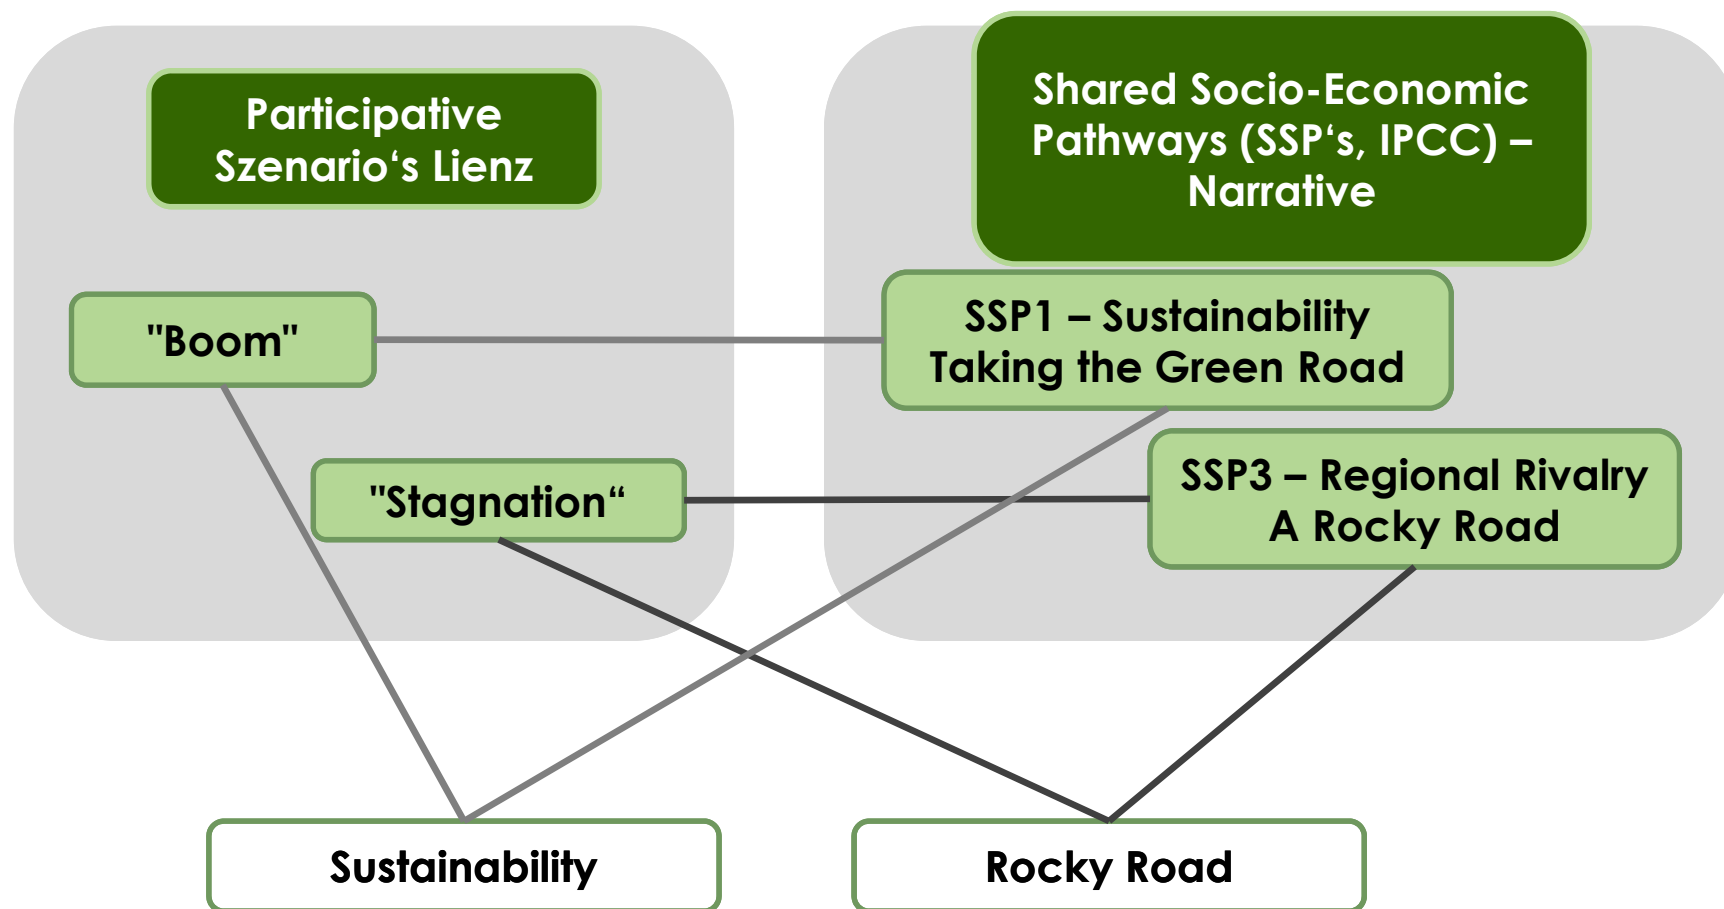 Participative
Szenario‘s Lienz
Shared Socio-Economic
Pathways (SSP‘s, IPCC) –
Narrative
"Boom"
SSP1 – Sustainability
Taking the Green Road
"Stagnation“
SSP3 – Regional Rivalry
A Rocky Road
Sustainability
Rocky Road